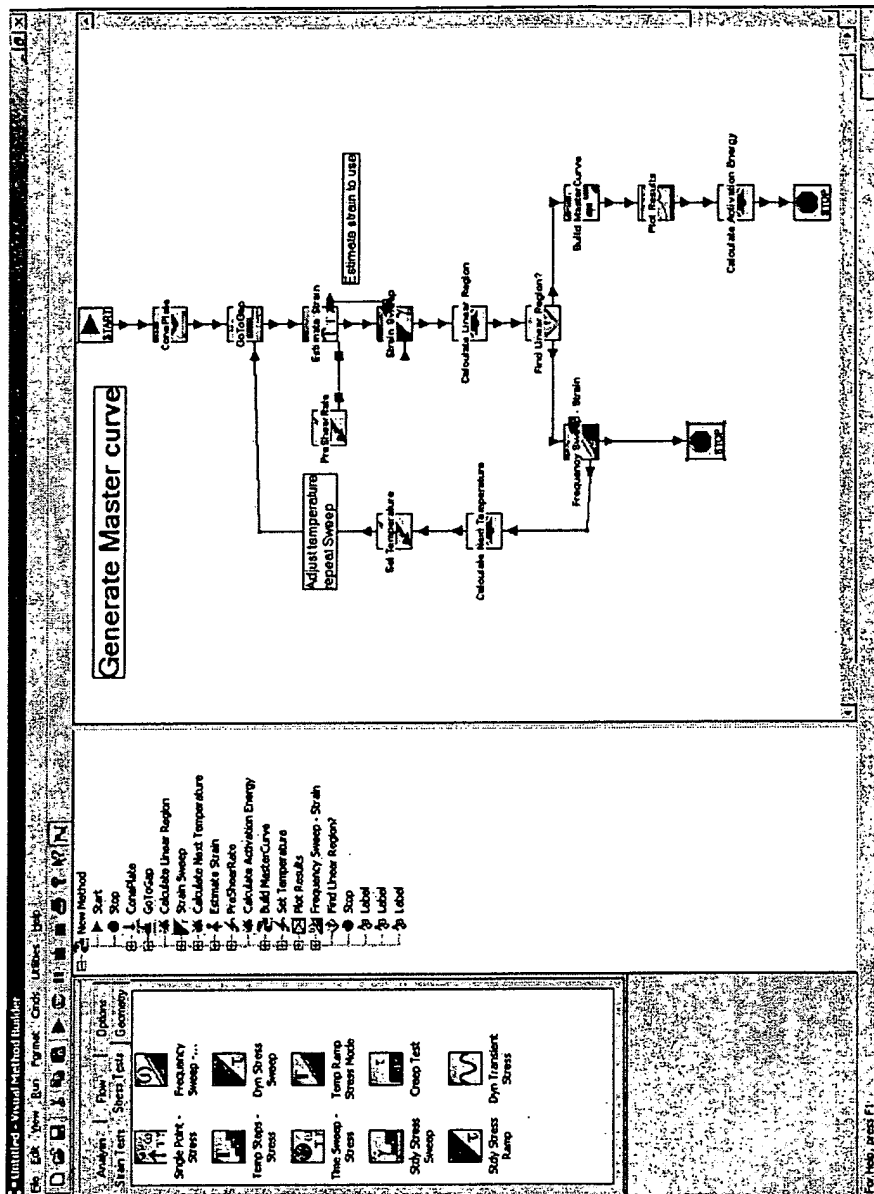 Untitled - Visual Method Builder
File Edit View Run Format Cmds Utilities Help
Analysis Flow Options
Strain Tests Stress Tests Geometry
Single Point - Stress
Frequency Sweep -...
Temp Steps - Stress
Dyn Stress Sweep
Time Sweep - Stress
Temp Ramp Stress Mode
Stdy Stress Sweep
Creep Test
Stdy Stress Ramp
Dyn Transient Stress
New Method
Start
Stop
ConePlate
GoToGap
Calculate Linear Region
Strain Sweep
Calculate Next Temperature
Estimate Strain
PreShearRate
Calculate Activation Energy
Build MasterCurve
Set Temperature
Plot Results
Frequency Sweep - Strain
Find Linear Region?
Stop
Label
Label
Label
Generate Master curve
START
ConePlate
GoToGap
Estimate Strain
PreShearRate
Estimate strain to use
Strain Sweep
Adjust temperature
repeat Sweep
Set Temperature
Calculate Linear Region
Calculate Next Temperature
Find Linear Region?
Frequency Sweep - Strain
Build MasterCurve
Plot Results
Calculate Activation Energy
STOP
STOP
For Help, press F1